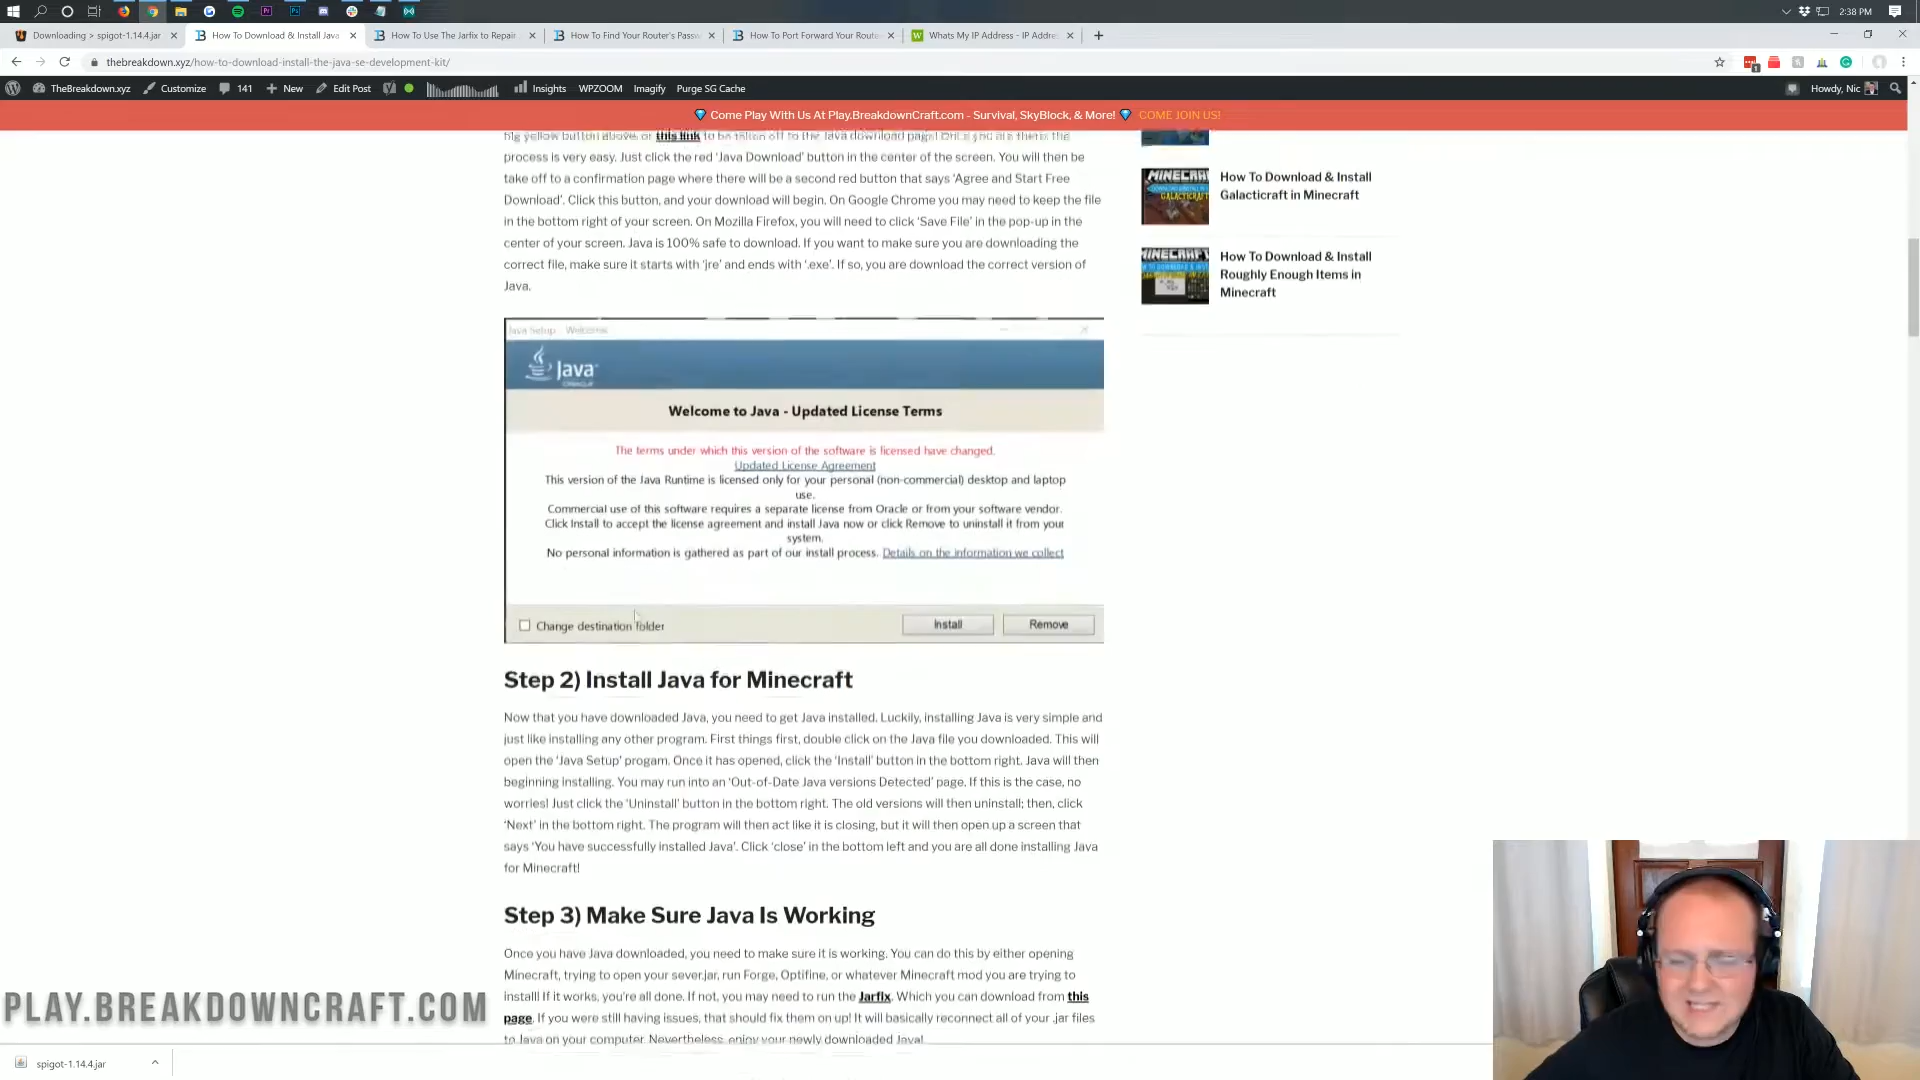 2:38 PM
Downloading > spigot-1.14.4.jar
How To Download & Install Java
How To Use The Jarfix to Repair
How To Find Your Router's Passw
How To Port Forward Your Route
Whats My IP Address - IP Addre
thebreakdown.xyz/how-to-download-install-the-java-se-development-kit/
TheBreakdown.xyz
Customize
141
New
Edit Post
Insights
WPZOOM
Imagify
Purge SG Cache
Howdy, Nic
Come Play With Us At Play.BreakdownCraft.com - Survival, SkyBlock, & More!
COME JOIN US!
big yellow button above or this link to be taken off to the Java download page! Once you are there, the
process is very easy. Just click the red 'Java Download' button in the center of the screen. You will then be
take off to a confirmation page where there will be a second red button that says 'Agree and Start Free
Download'. Click this button, and your download will begin. On Google Chrome you may need to keep the file
in the bottom right of your screen. On Mozilla Firefox, you will need to click 'Save File' in the pop-up in the
center of your screen. Java is 100% safe to download. If you want to make sure you are downloading the
correct file, make sure it starts with 'jre' and ends with '.exe'. If so, you are download the correct version of
Java.
How To Download & Install
Galacticraft in Minecraft
How To Download & Install
Roughly Enough Items in
Minecraft
Java Setup - Welcome
Java
ORACLE
Welcome to Java - Updated License Terms
The terms under which this version of the software is licensed have changed.
Updated License Agreement
This version of the Java Runtime is licensed only for your personal (non-commercial) desktop and laptop
use.
Commercial use of this software requires a separate license from Oracle or from your software vendor.
Click Install to accept the license agreement and install Java now or click Remove to uninstall it from your
system.
No personal information is gathered as part of our install process. Details on the information we collect
Change destination folder
Install
Remove
Step 2) Install Java for Minecraft
Now that you have downloaded Java, you need to get Java installed. Luckily, installing Java is very simple and
just like installing any other program. First things first, double click on the Java file you downloaded. This will
open the 'Java Setup' progam. Once it has opened, click the 'Install' button in the bottom right. Java will then
beginning installing. You may run into an 'Out-of-Date Java versions Detected' page. If this is the case, no
worries! Just click the 'Uninstall' button in the bottom right. The old versions will then uninstall; then, click
'Next' in the bottom right. The program will then act like it is closing, but it will then open up a screen that
says 'You have successfully installed Java'. Click 'close' in the bottom left and you are all done installing Java
for Minecraft!
Step 3) Make Sure Java Is Working
Once you have Java downloaded, you need to make sure it is working. You can do this by either opening
Minecraft, trying to open your sever.jar, run Forge, Optifine, or whatever Minecraft mod you are trying to
install! If it works, you're all done. If not, you may need to run the Jarfix. Which you can download from this
page. If you were still having issues, that should fix them on up! It will basically reconnect all of your .jar files
to Java on your computer. Nevertheless, enjoy your newly downloaded Java!
PLAY.BREAKDOWNCRAFT.COM
spigot-1.14.4.jar